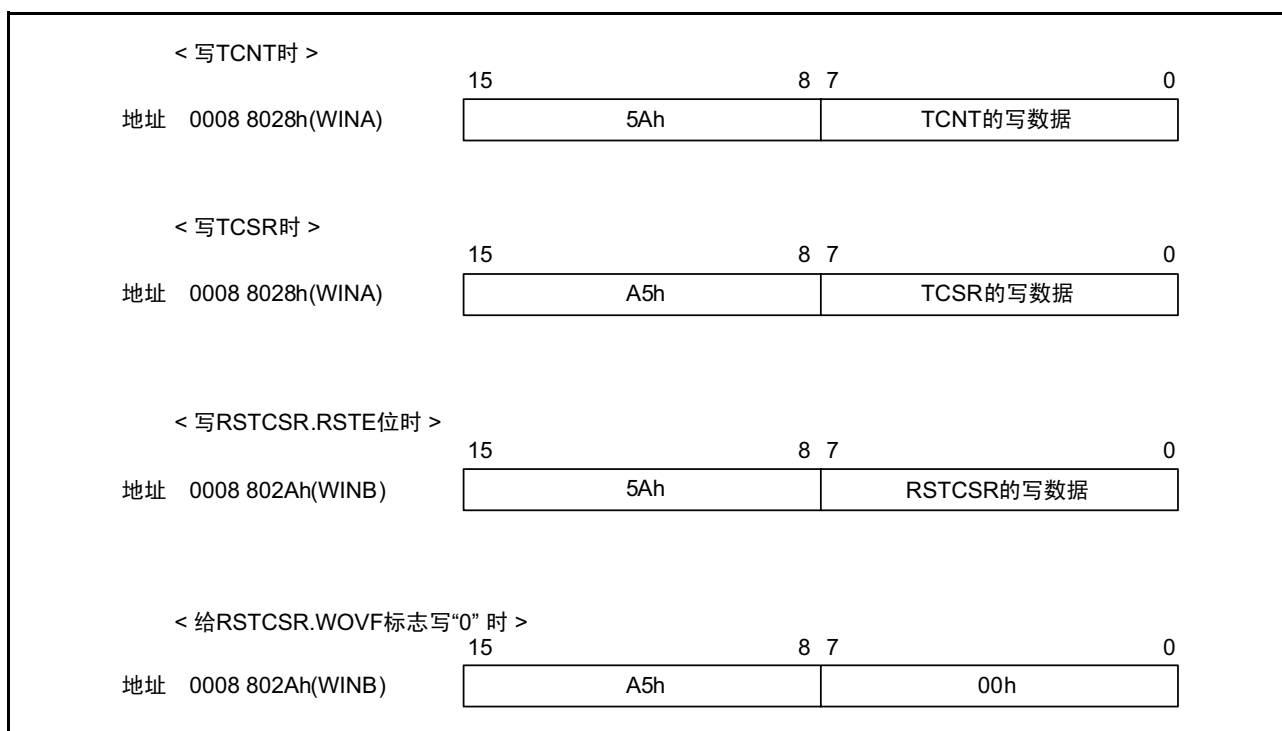 < 写TCNT时 >
15 8 7 0
地址 0008 8028h(WINA) 5Ah TCNT的写数据
< 写TCSR时 >
15 8 7 0
地址 0008 8028h(WINA) A5h TCSR的写数据
< 写RSTCSR.RSTE位时 >
15 8 7 0
地址 0008 802Ah(WINB) 5Ah RSTCSR的写数据
< 给RSTCSR.WOVF标志写“0” 时 >
15 8 7 0
地址 0008 802Ah(WINB) A5h 00h